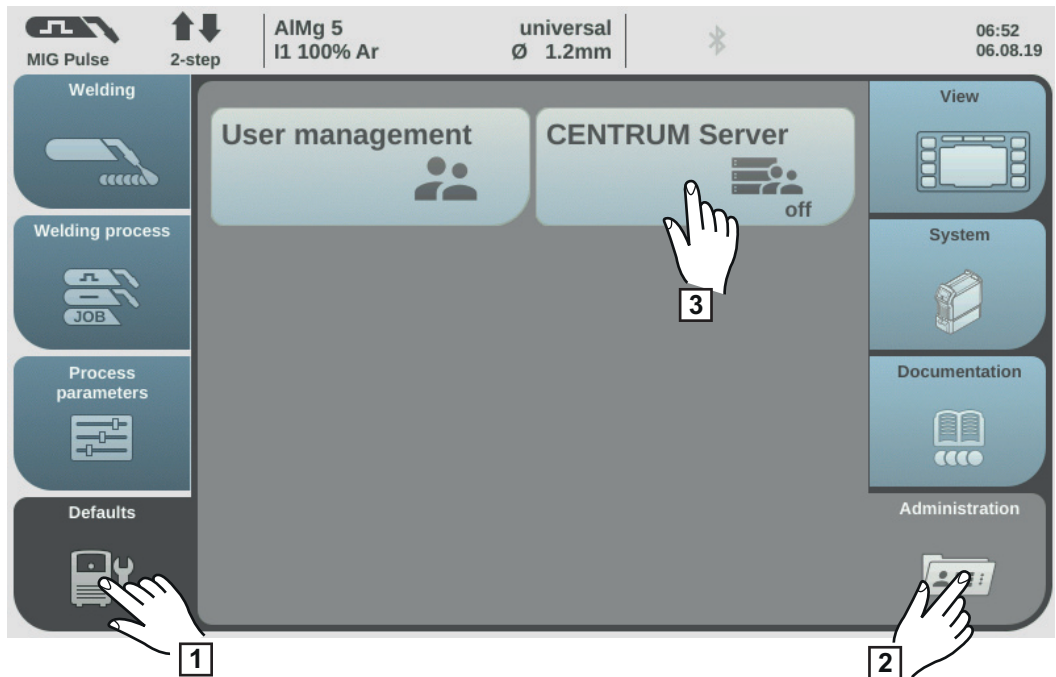 MIG Pulse
2-step
AlMg 5
I1 100% Ar
universal
Ø 1.2mm
06:52
06.08.19
Welding
Welding process
JOB
Process
parameters
Defaults
User management
CENTRUM Server
off
View
System
Documentation
Administration
3
1
2